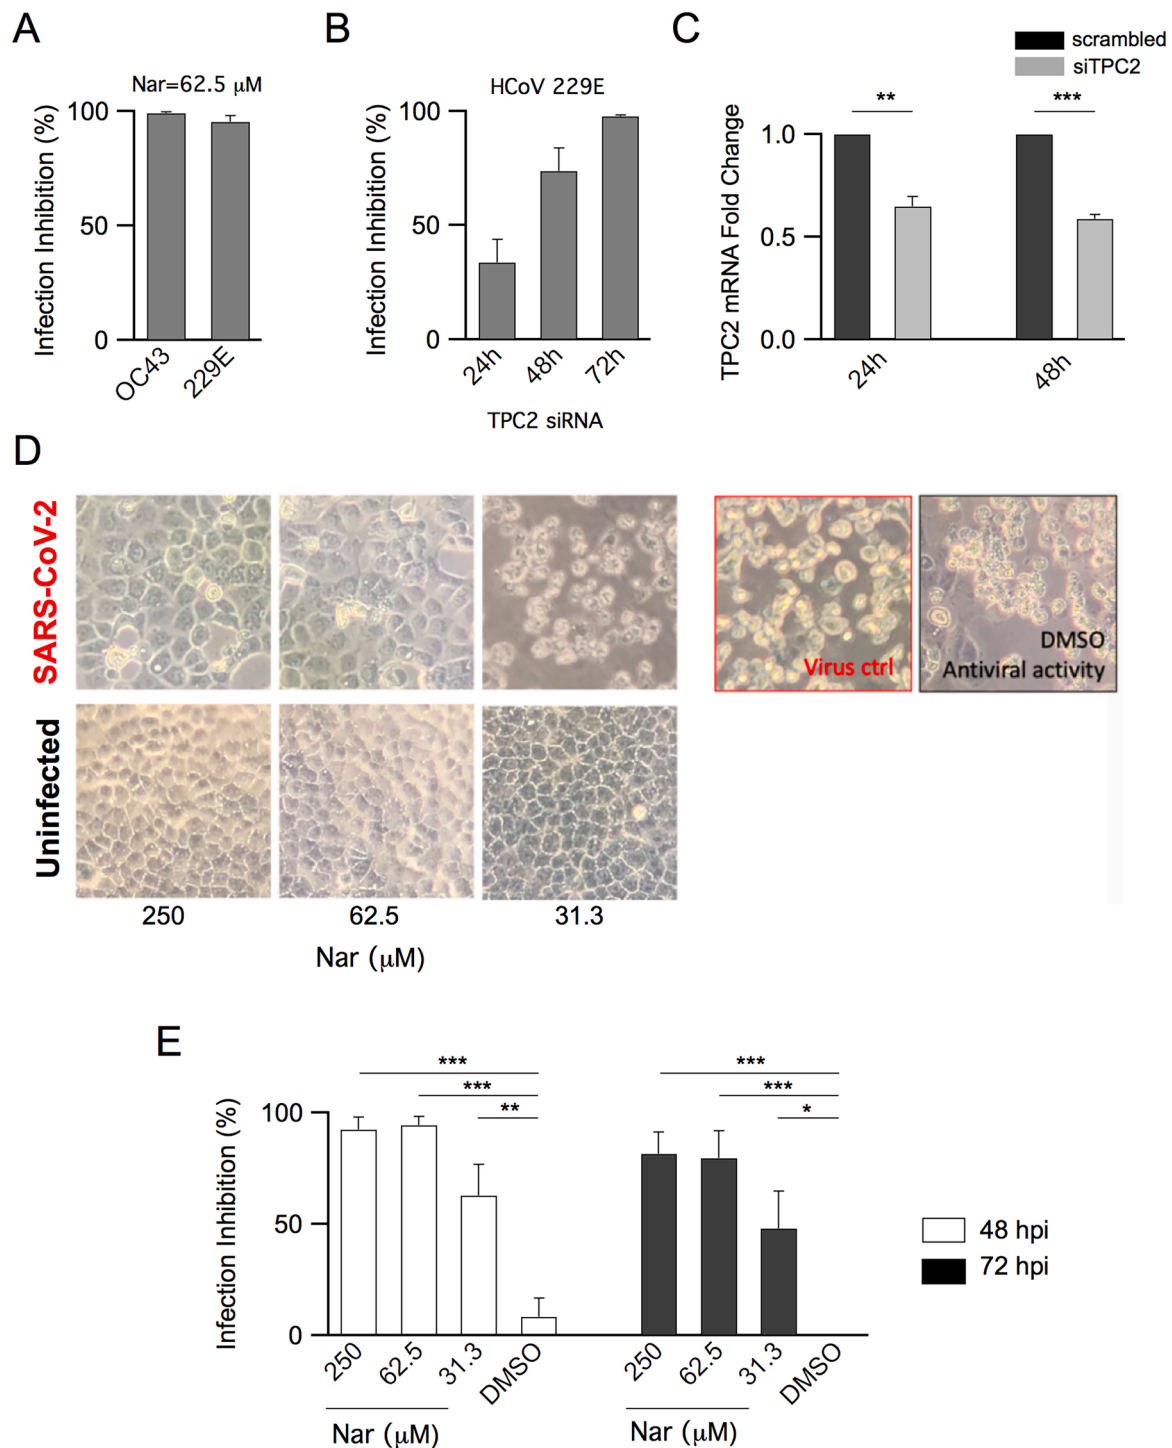 A
Nar=62.5 μM
Infection Inhibition (%)
100
50
0
OC43
229E
B
HCoV 229E
Infection Inhibition (%)
100
50
0
24h
48h
72h
TPC2 siRNA
C
scrambled
siTPC2
TPC2 mRNA Fold Change
1.0
0.5
0.0
**
***
24h
48h
D
SARS-CoV-2
Uninfected
Virus ctrl
DMSO
Antiviral activity
250
62.5
31.3
Nar (μM)
E
Infection Inhibition (%)
100
50
0
***
***
**
***
***
*
250
62.5
31.3
DMSO
250
62.5
31.3
DMSO
Nar (μM)
Nar (μM)
48 hpi
72 hpi